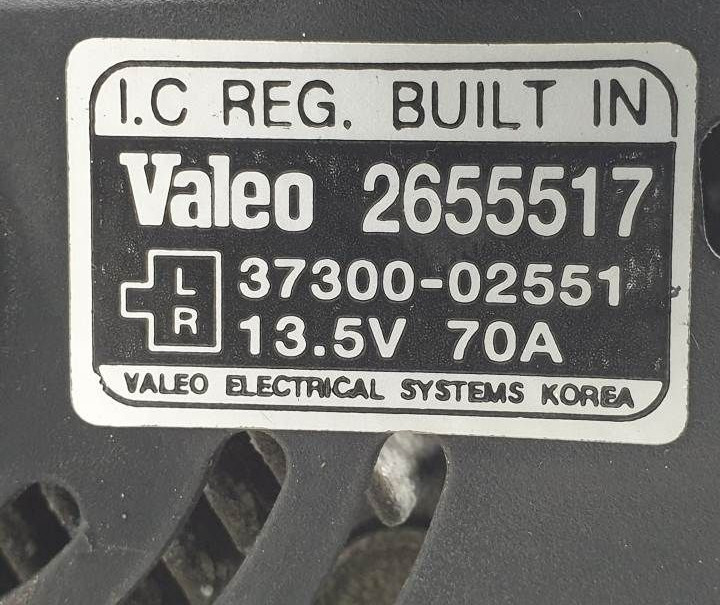 I.C REG. BUILT IN
Valeo 2655517
L 37300-02551
R 13.5V 70A
VALEO ELECTRICAL SYSTEMS KOREA